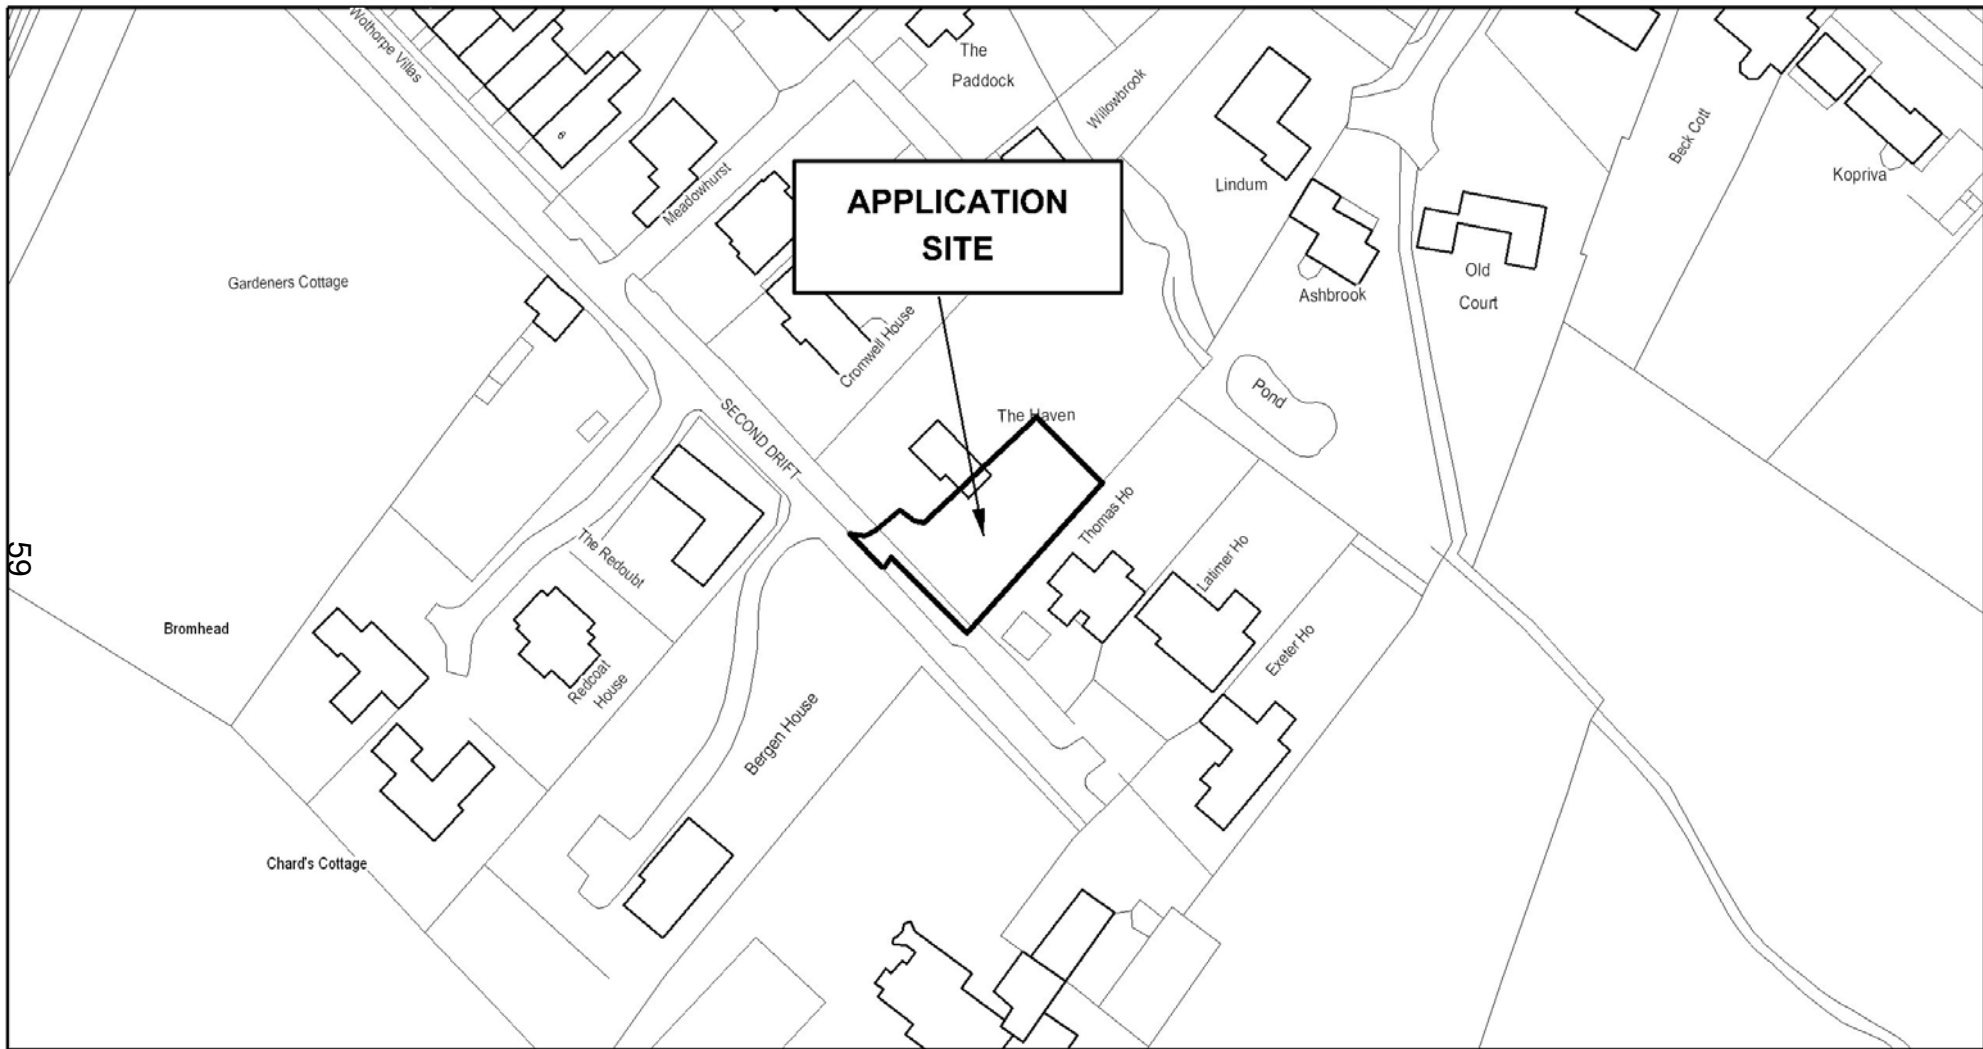 Wothorpe Villas
The
Paddock
Willowbrook
6
Meadowhurst
Lindum
Beck Cott
Kopriva
APPLICATION
SITE
Gardeners Cottage
Ashbrook
Old
Court
Cromwell House
Pond
SECOND DRIFT
The Haven
Thomas Ho
Latimer Ho
59
The Redoubt
Bromhead
Exeter Ho
Redcoat
House
Bergen House
Chard's Cottage